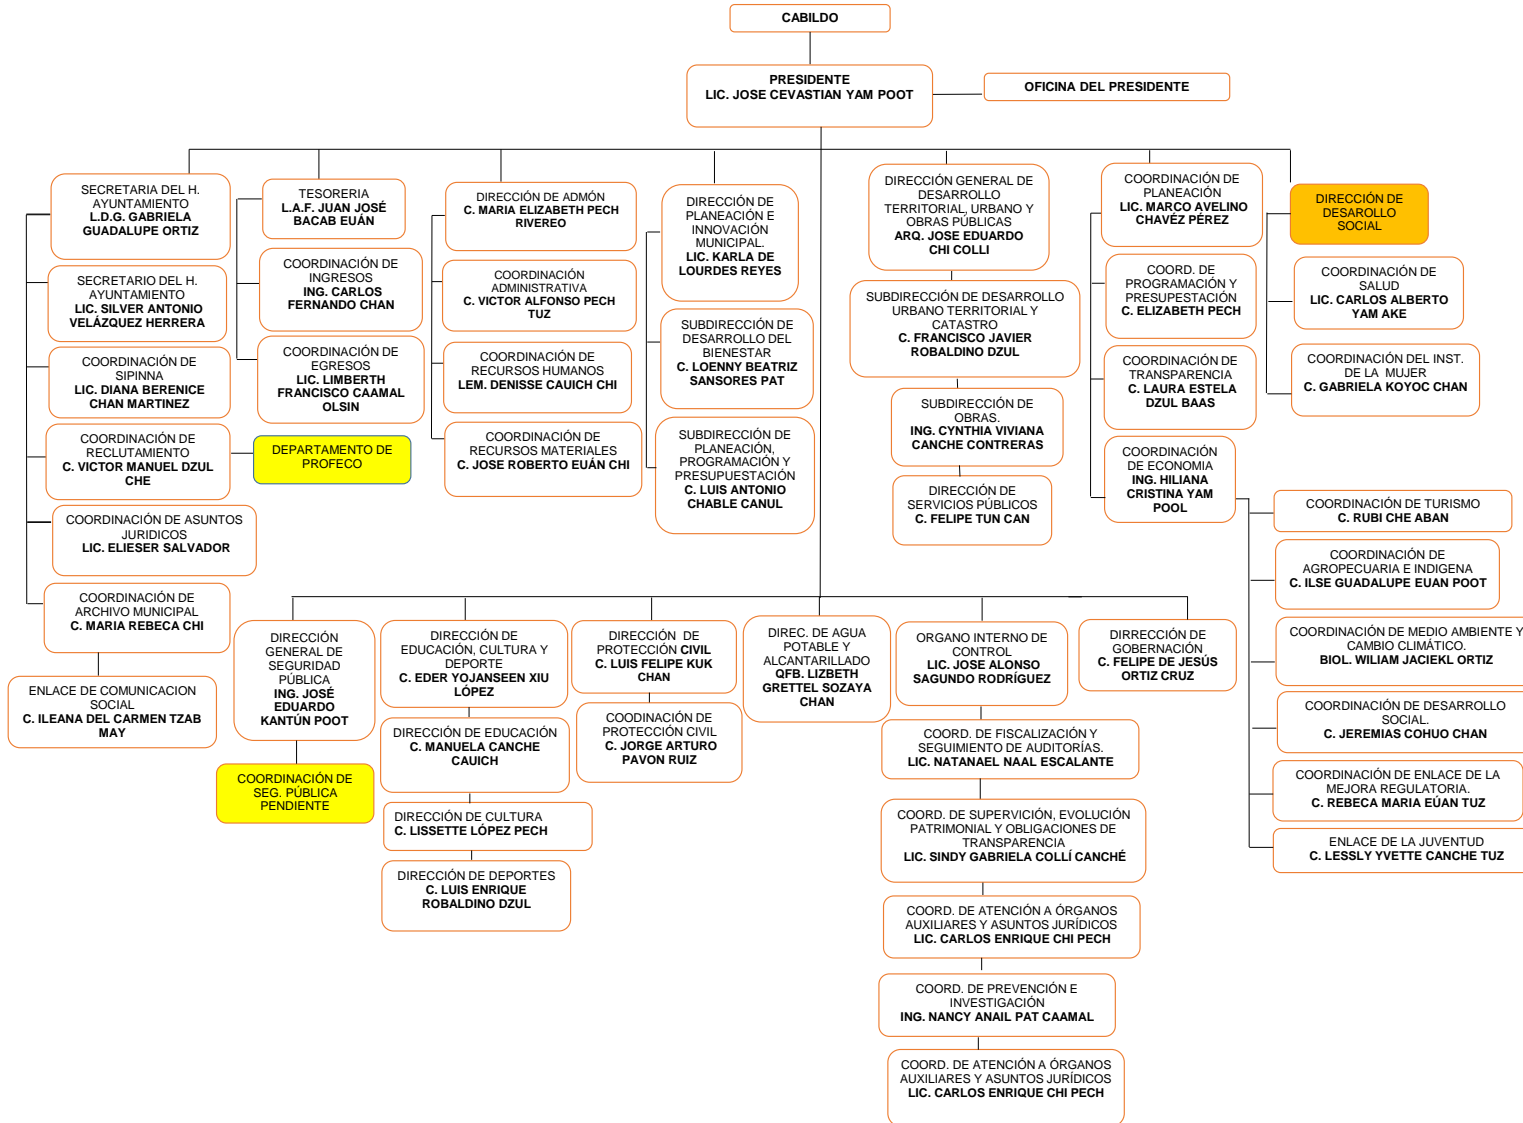 CABILDO
PRESIDENTE
LIC. JOSE CEVASTIAN YAM POOT
OFICINA DEL PRESIDENTE
SECRETARIA DEL H.
AYUNTAMIENTO
L.D.G. GABRIELA
GUADALUPE ORTIZ
SECRETARIO DEL H.
AYUNTAMIENTO
LIC. SILVER ANTONIO
VELÁZQUEZ HERRERA
COORDINACIÓN DE
SIPINNA
LIC. DIANA BERENICE
CHAN MARTINEZ
COORDINACIÓN DE
RECLUTAMIENTO
C. VICTOR MANUEL DZUL
CHE
DEPARTAMENTO DE
PROFECO
COORDINACIÓN DE ASUNTOS
JURIDICOS
LIC. ELIESER SALVADOR
COORDINACIÓN DE
ARCHIVO MUNICIPAL
C. MARIA REBECA CHI
ENLACE DE COMUNICACION
SOCIAL
C. ILEANA DEL CARMEN TZAB
MAY
TESORERIA
L.A.F. JUAN JOSÉ
BACAB EUÁN
COORDINACIÓN DE
INGRESOS
ING. CARLOS
FERNANDO CHAN
COORDINACIÓN DE
EGRESOS
LIC. LIMBERTH
FRANCISCO CAAMAL
OLSIN
DIRECCIÓN DE ADMÓN
C. MARIA ELIZABETH PECH
RIVEREO
COORDINACIÓN
ADMINISTRATIVA
C. VICTOR ALFONSO PECH
TUZ
COORDINACIÓN DE
RECURSOS HUMANOS
LEM. DENISSE CAUICH CHI
COORDINACIÓN DE
RECURSOS MATERIALES
C. JOSE ROBERTO EUÁN CHI
DIRECCIÓN DE
PLANEACIÓN E
INNOVACIÓN
MUNICIPAL.
LIC. KARLA DE
LOURDES REYES
SUBDIRECCIÓN DE
DESARROLLO DEL
BIENESTAR
C. LOENNY BEATRIZ
SANSORES PAT
SUBDIRECCIÓN DE
PLANEACIÓN,
PROGRAMACIÓN Y
PRESUPUESTACIÓN
C. LUIS ANTONIO
CHABLE CANUL
DIRECCIÓN GENERAL DE
DESARROLLO
TERRITORIAL, URBANO Y
OBRAS PÚBLICAS
ARQ. JOSE EDUARDO
CHI COLLI
SUBDIRECCIÓN DE DESARROLLO
URBANO TERRITORIAL Y
CATASTRO
C. FRANCISCO JAVIER
ROBALDINO DZUL
SUBDIRECCIÓN DE
OBRAS.
ING. CYNTHIA VIVIANA
CANCHE CONTRERAS
DIRECCIÓN DE
SERVICIOS PÚBLICOS
C. FELIPE TUN CAN
COORDINACIÓN DE
PLANEACIÓN
LIC. MARCO AVELINO
CHAVÉZ PÉREZ
COORD. DE
PROGRAMACIÓN Y
PRESUPESTACIÓN
C. ELIZABETH PECH
COORDINACIÓN DE
TRANSPARENCIA
C. LAURA ESTELA
DZUL BAAS
COORDINACIÓN
DE ECONOMIA
ING. HILIANA
CRISTINA YAM
POOL
DIRECCIÓN DE
DESAROLLO
SOCIAL
COORDINACIÓN DE
SALUD
LIC. CARLOS ALBERTO
YAM AKE
COORDINACIÓN DEL INST.
DE LA MUJER
C. GABRIELA KOYOC CHAN
COORDINACIÓN DE TURISMO
C. RUBI CHE ABAN
COORDINACIÓN DE
AGROPECUARIA E INDIGENA
C. ILSE GUADALUPE EUAN POOT
COORDINACIÓN DE MEDIO AMBIENTE Y
CAMBIO CLIMÁTICO.
BIOL. WILIAM JACIEKL ORTIZ
COORDINACIÓN DE DESARROLLO
SOCIAL.
C. JEREMIAS COHUO CHAN
COORDINACIÓN DE ENLACE DE LA
MEJORA REGULATORIA.
C. REBECA MARIA EÚAN TUZ
ENLACE DE LA JUVENTUD
C. LESSLY YVETTE CANCHE TUZ
DIRECCIÓN
GENERAL DE
SEGURIDAD
PÚBLICA
ING. JOSÉ
EDUARDO
KANTÚN POOT
COORDINACIÓN DE
SEG. PÚBLICA
PENDIENTE
DIRECCIÓN DE
EDUCACIÓN, CULTURA Y
DEPORTE
C. EDER YOJANSEEN XIU
LÓPEZ
DIRECCIÓN DE EDUCACIÓN
C. MANUELA CANCHE
CAUICH
DIRECCIÓN DE CULTURA
C. LISSETTE LÓPEZ PECH
DIRECCIÓN DE DEPORTES
C. LUIS ENRIQUE
ROBALDINO DZUL
DIRECCIÓN DE
PROTECCIÓN CIVIL
C. LUIS FELIPE KUK
CHAN
COODINACIÓN DE
PROTECCIÓN CIVIL
C. JORGE ARTURO
PAVON RUIZ
DIREC. DE AGUA
POTABLE Y
ALCANTARILLADO
QFB. LIZBETH
GRETTEL SOZAYA
CHAN
ORGANO INTERNO DE
CONTROL
LIC. JOSE ALONSO
SAGUNDO RODRÍGUEZ
COORD. DE FISCALIZACIÓN Y
SEGUIMIENTO DE AUDITORÍAS.
LIC. NATANAEL NAAL ESCALANTE
COORD. DE SUPERVISIÓN, EVOLUCIÓN
PATRIMONIAL Y OBLIGACIONES DE
TRANSPARENCIA
LIC. SINDY GABRIELA COLLÍ CANCHÉ
COORD. DE ATENCIÓN A ÓRGANOS
AUXILIARES Y ASUNTOS JURÍDICOS
LIC. CARLOS ENRIQUE CHI PECH
COORD. DE PREVENCIÓN E
INVESTIGACIÓN
ING. NANCY ANAIL PAT CAAMAL
COORD. DE ATENCIÓN A ÓRGANOS
AUXILIARES Y ASUNTOS JURÍDICOS
LIC. CARLOS ENRIQUE CHI PECH
DIRRECCIÓN DE
GOBERNACIÓN
C. FELIPE DE JESÚS
ORTIZ CRUZ